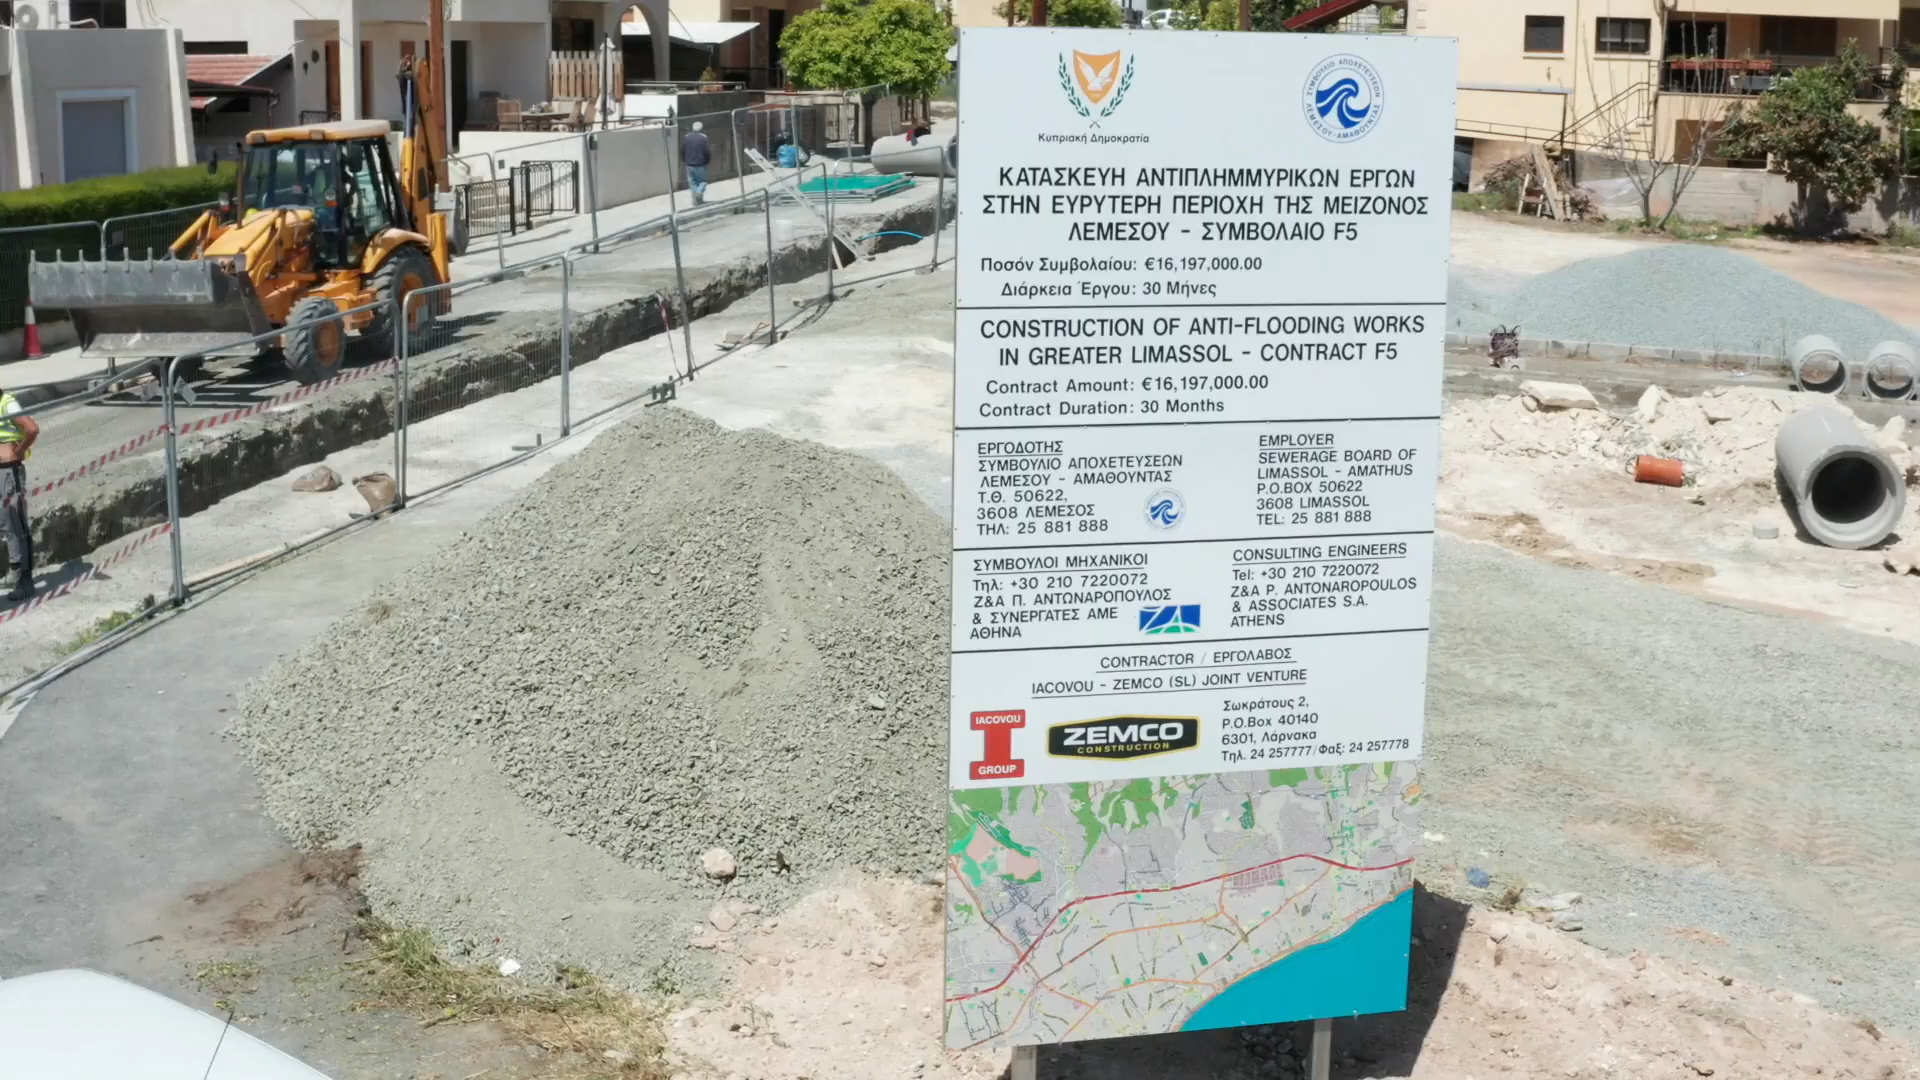 Κυπριακή Δημοκρατία
ΣΥΜΒΟΥΛΙΟ ΑΠΟΧΕΤΕΥΣΕΩΝ
ΛΕΜΕΣΟΥ-ΑΜΑΘΟΥΝΤΑΣ
ΚΑΤΑΣΚΕΥΗ ΑΝΤΙΠΛΗΜΜΥΡΙΚΩΝ ΕΡΓΩΝ
ΣΤΗΝ ΕΥΡΥΤΕΡΗ ΠΕΡΙΟΧΗ ΤΗΣ ΜΕΙΖΟΝΟΣ
ΛΕΜΕΣΟΥ - ΣΥΜΒΟΛΑΙΟ F5
Ποσόν Συμβολαίου: €16,197,000.00
Διάρκεια Έργου: 30 Μήνες
CONSTRUCTION OF ANTI-FLOODING WORKS
IN GREATER LIMASSOL - CONTRACT F5
Contract Amount: €16,197,000.00
Contract Duration: 30 Months
ΕΡΓΟΔΟΤΗΣ
ΣΥΜΒΟΥΛΙΟ ΑΠΟΧΕΤΕΥΣΕΩΝ
ΛΕΜΕΣΟΥ - ΑΜΑΘΟΥΝΤΑΣ
Τ.Θ. 50622,
3608 ΛΕΜΕΣΟΣ
ΤΗΛ: 25 881 888
EMPLOYER
SEWERAGE BOARD OF
LIMASSOL - AMATHUS
P.O.BOX 50622
3608 LIMASSOL
TEL: 25 881 888
ΣΥΜΒΟΥΛΟΙ ΜΗΧΑΝΙΚΟΙ
Τηλ: +30 210 7220072
Ζ&Α Π. ΑΝΤΩΝΑΡΟΠΟΥΛΟΣ
& ΣΥΝΕΡΓΑΤΕΣ ΑΜΕ
ΑΘΗΝΑ
CONSULTING ENGINEERS
Tel: +30 210 7220072
Z&A P. ANTONAROPOULOS
& ASSOCIATES S.A.
ATHENS
CONTRACTOR / ΕΡΓΟΛΑΒΟΣ
IACOVOU - ZEMCO (SL) JOINT VENTURE
IACOVOU
GROUP
ZEMCO
CONSTRUCTION
Σωκράτους 2,
P.O.Box 40140
6301, Λάρνακα
Τηλ. 24 257777/Φαξ: 24 257778